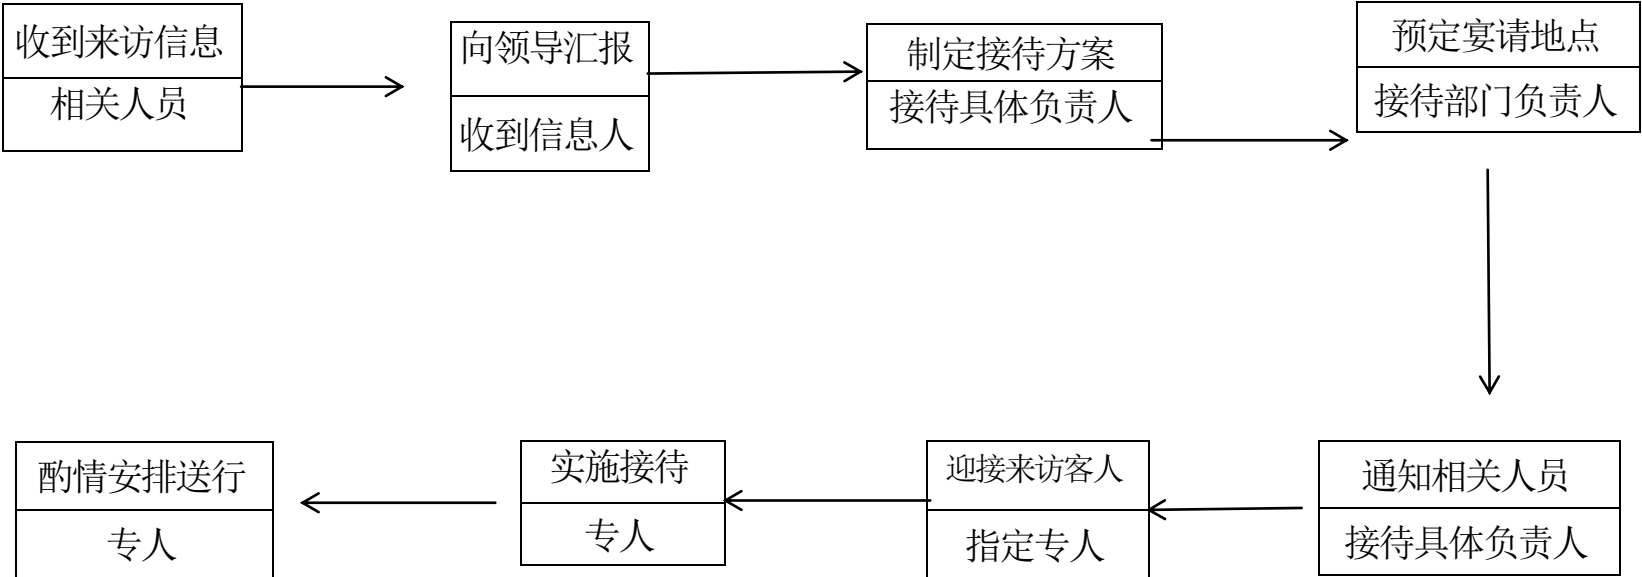 收到来访信息
相关人员
向领导汇报
收到信息人
制定接待方案
接待具体负责人
预定宴请地点
接待部门负责人
通知相关人员
接待具体负责人
迎接来访客人
指定专人
实施接待
专人
酌情安排送行
专人